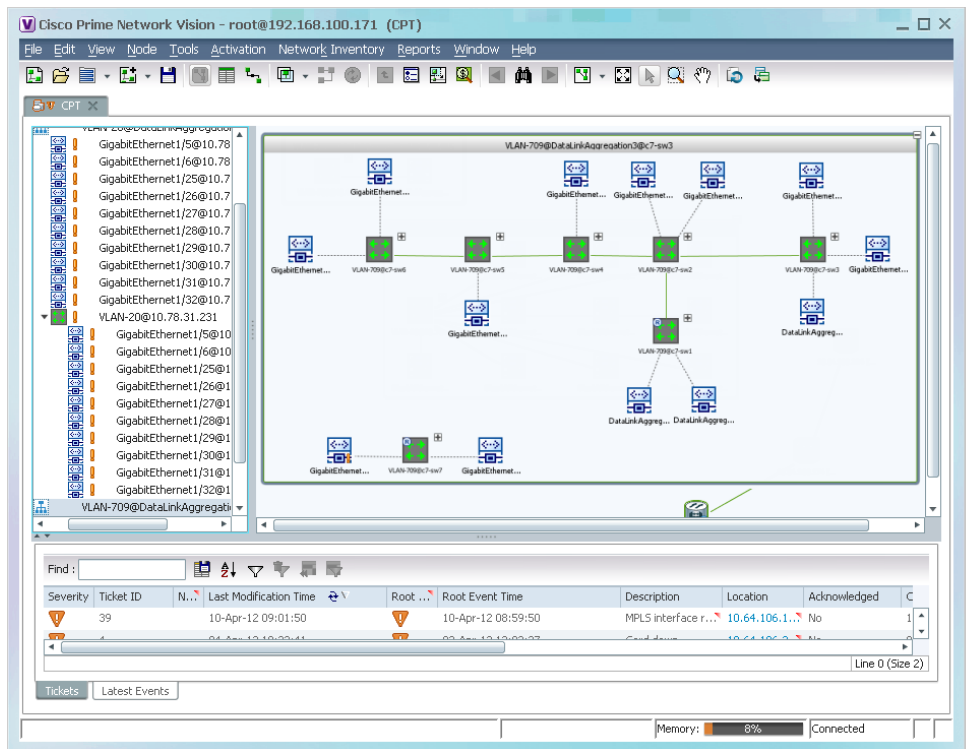 Cisco Prime Network Vision - root@192.168.100.171 (CPT)
File Edit View Node Tools Activation Network Inventory Reports Window Help
CPT
VLAN-20@DataLinkAggregation
GigabitEthernet1/5@10.78
GigabitEthernet1/6@10.78
GigabitEthernet1/25@10.7
GigabitEthernet1/26@10.7
GigabitEthernet1/27@10.7
GigabitEthernet1/28@10.7
GigabitEthernet1/29@10.7
GigabitEthernet1/30@10.7
GigabitEthernet1/31@10.7
GigabitEthernet1/32@10.7
VLAN-20@10.78.31.231
GigabitEthernet1/5@10
GigabitEthernet1/6@10
GigabitEthernet1/25@1
GigabitEthernet1/26@1
GigabitEthernet1/27@1
GigabitEthernet1/28@1
GigabitEthernet1/29@1
GigabitEthernet1/30@1
GigabitEthernet1/31@1
GigabitEthernet1/32@1
VLAN-709@DataLinkAggregati
VLAN-709@DataLinkAggregation3@c7-sw3
GigabitEthernet...
GigabitEthernet... GigabitEthernet... GigabitEthernet... GigabitEthernet...
GigabitEthernet... VLAN-709@c7-sw6 VLAN-709@c7-sw5 VLAN-709@c7-sw4 VLAN-709@c7-sw2 VLAN-709@c7-sw3 GigabitEthernet...
GigabitEthernet... DataLinkAggreg...
VLAN-709@c7-sw1
DataLinkAggreg... DataLinkAggreg...
GigabitEthernet... VLAN-709@c7-sw7 GigabitEthernet...
Find :
Severity Ticket ID N... Last Modification Time Root ... Root Event Time Description Location Acknowledged C
39 10-Apr-12 09:01:50 10-Apr-12 08:59:50 MPLS interface r... 10.64.106.1... No 1
Line 0 (Size 2)
Tickets Latest Events
Memory: 8% Connected